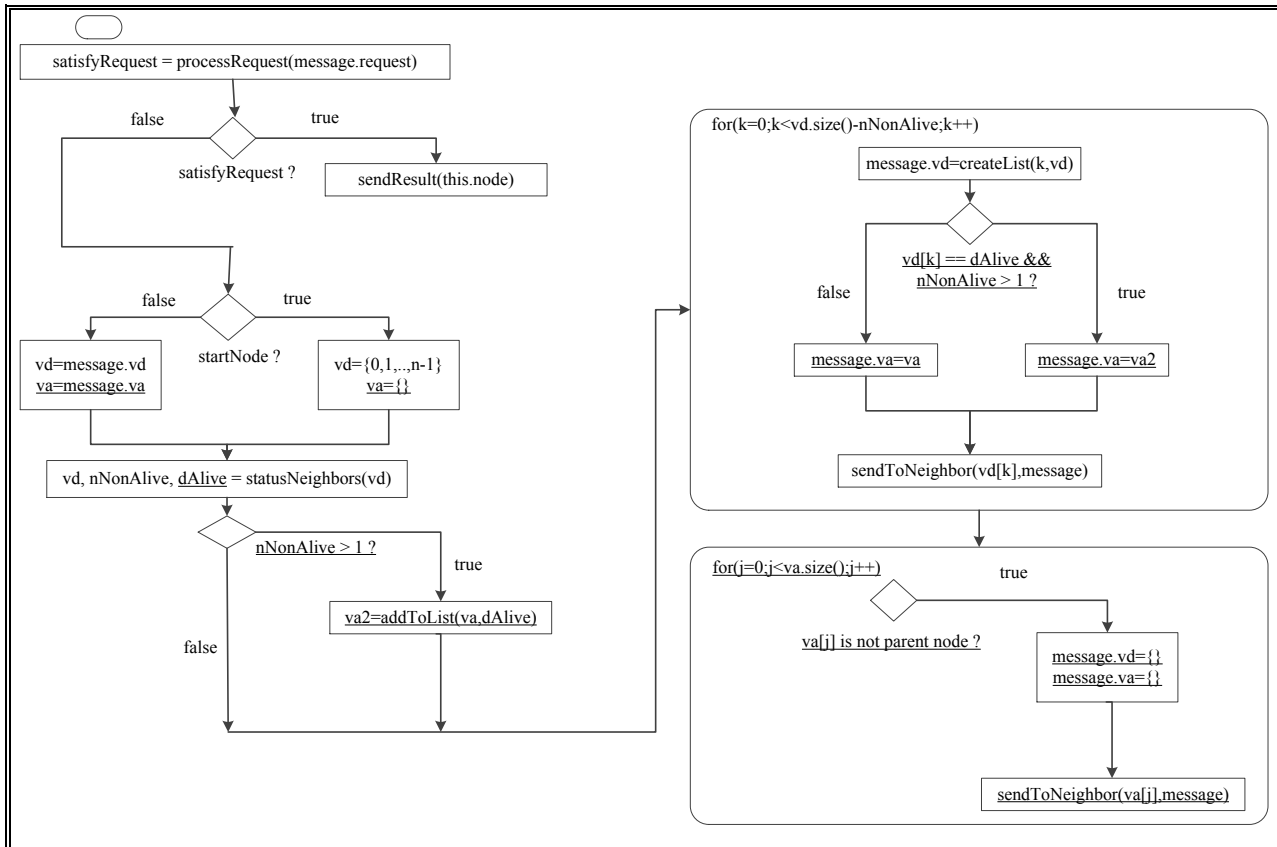 satisfyRequest = processRequest(message.request)
false
true
satisfyRequest ?
sendResult(this.node)
false
true
startNode ?
vd=message.vd
va=message.va
vd={0,1,..,n-1}
va={}
vd, nNonAlive, dAlive = statusNeighbors(vd)
nNonAlive > 1 ?
true
va2=addToList(va,dAlive)
false
for(k=0;k<vd.size()-nNonAlive;k++)
message.vd=createList(k,vd)
vd[k] == dAlive &&
nNonAlive > 1 ?
false
true
message.va=va
message.va=va2
sendToNeighbor(vd[k],message)
for(j=0;j<va.size();j++)
true
va[j] is not parent node ?
message.vd={}
message.va={}
sendToNeighbor(va[j],message)